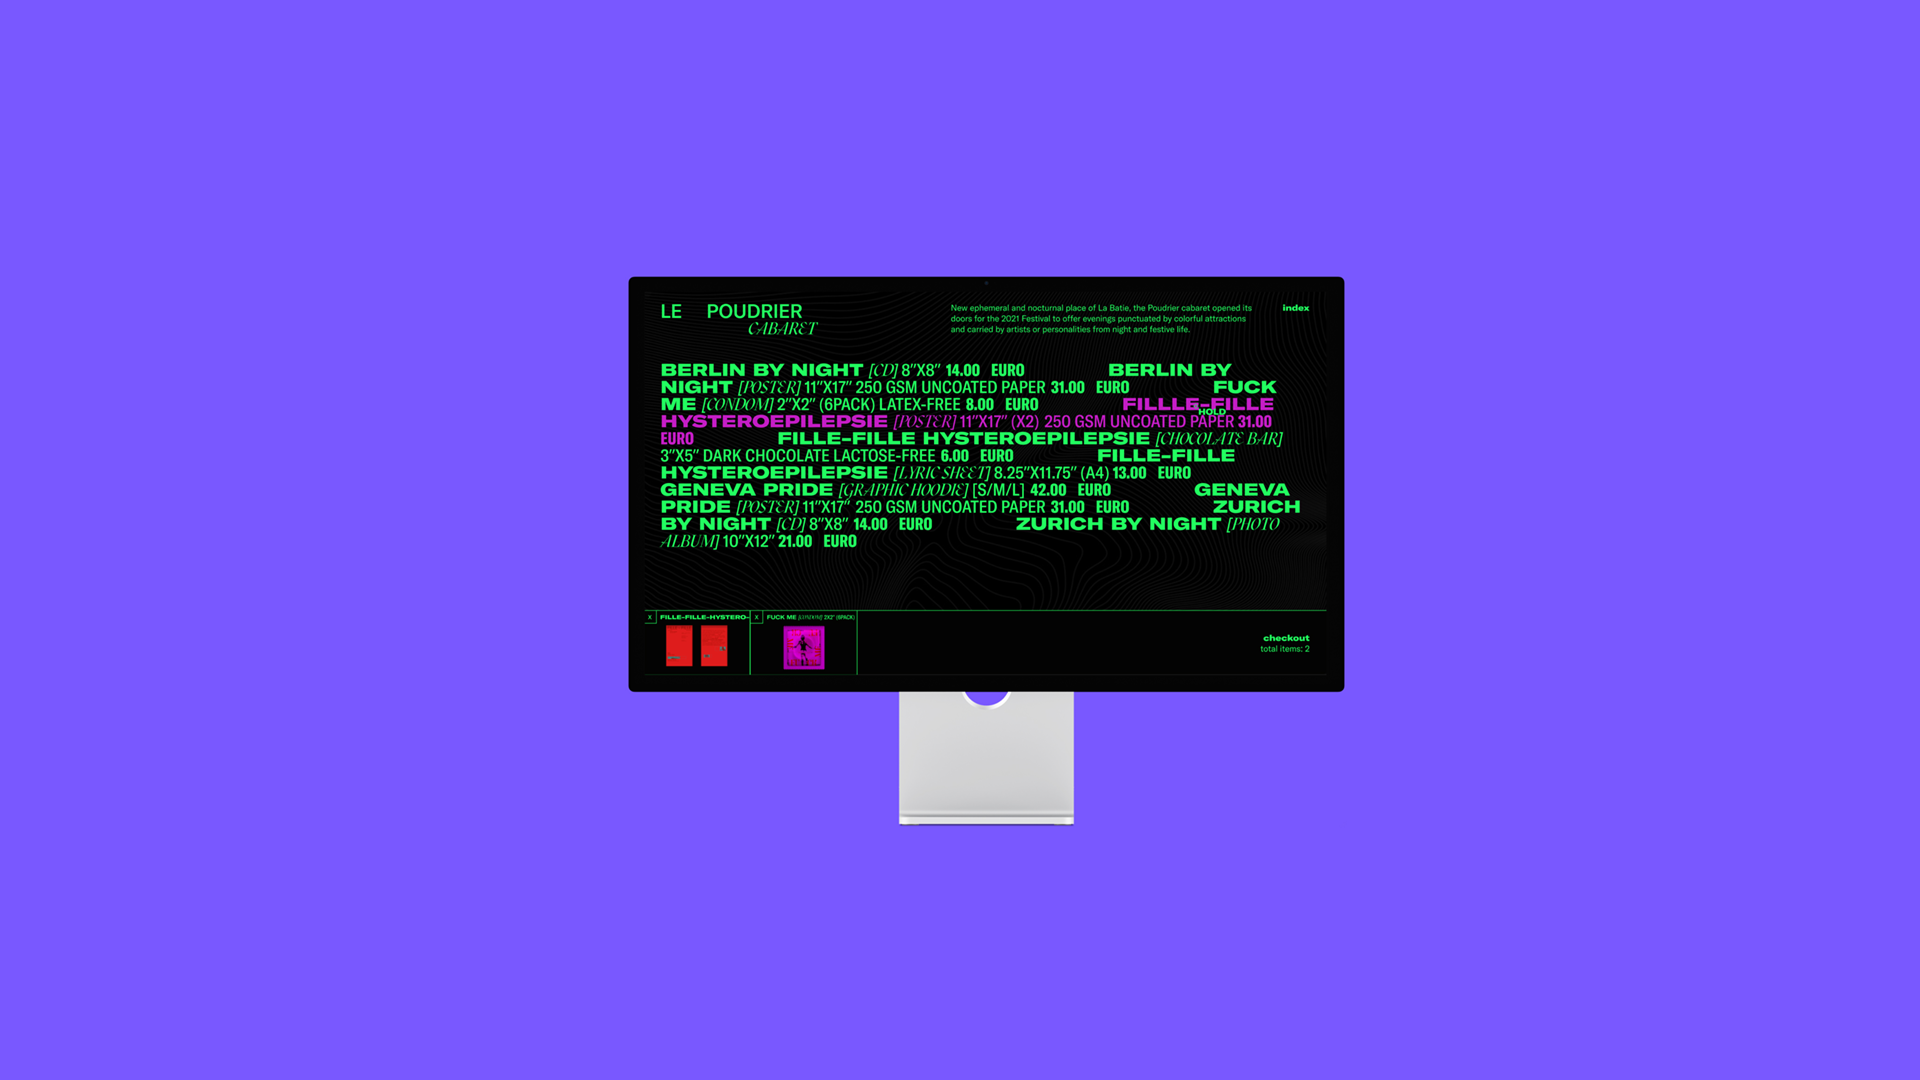 LE POUDRIER
CABARET
New ephemeral and nocturnal place of La Batie, the Poudrier cabaret opened its
doors for the 2021 Festival to offer evenings punctuated by colorful attractions
and carried by artists or personalities from night and festive life.
index
BERLIN BY NIGHT [CD] 8"X8" 14.00 EURO BERLIN BY
NIGHT [POSTER] 11"X17" 250 GSM UNCOATED PAPER 31.00 EURO FUCK
ME [CONDOM] 2"X2" (6PACK) LATEX-FREE 8.00 EURO FILLLE-FILLE
HOLD
HYSTEROEPILEPSIE [POSTER] 11"X17" (X2) 250 GSM UNCOATED PAPER 31.00
EURO FILLE-FILLE HYSTEROEPILEPSIE [CHOCOLATE BAR]
3"X5" DARK CHOCOLATE LACTOSE-FREE 6.00 EURO FILLE-FILLE
HYSTEROEPILEPSIE [LYRIC SHEET] 8.25"X11.75" (A4) 13.00 EURO
GENEVA PRIDE [GRAPHIC HOODIE] [S/M/L] 42.00 EURO GENEVA
PRIDE [POSTER] 11"X17" 250 GSM UNCOATED PAPER 31.00 EURO ZURICH
BY NIGHT [CD] 8"X8" 14.00 EURO ZURICH BY NIGHT [PHOTO
ALBUM] 10"X12" 21.00 EURO
X FILLE-FILLE-HYSTERO-
X FUCK ME [CONDOM] 2X2" (6PACK)
checkout
total items: 2